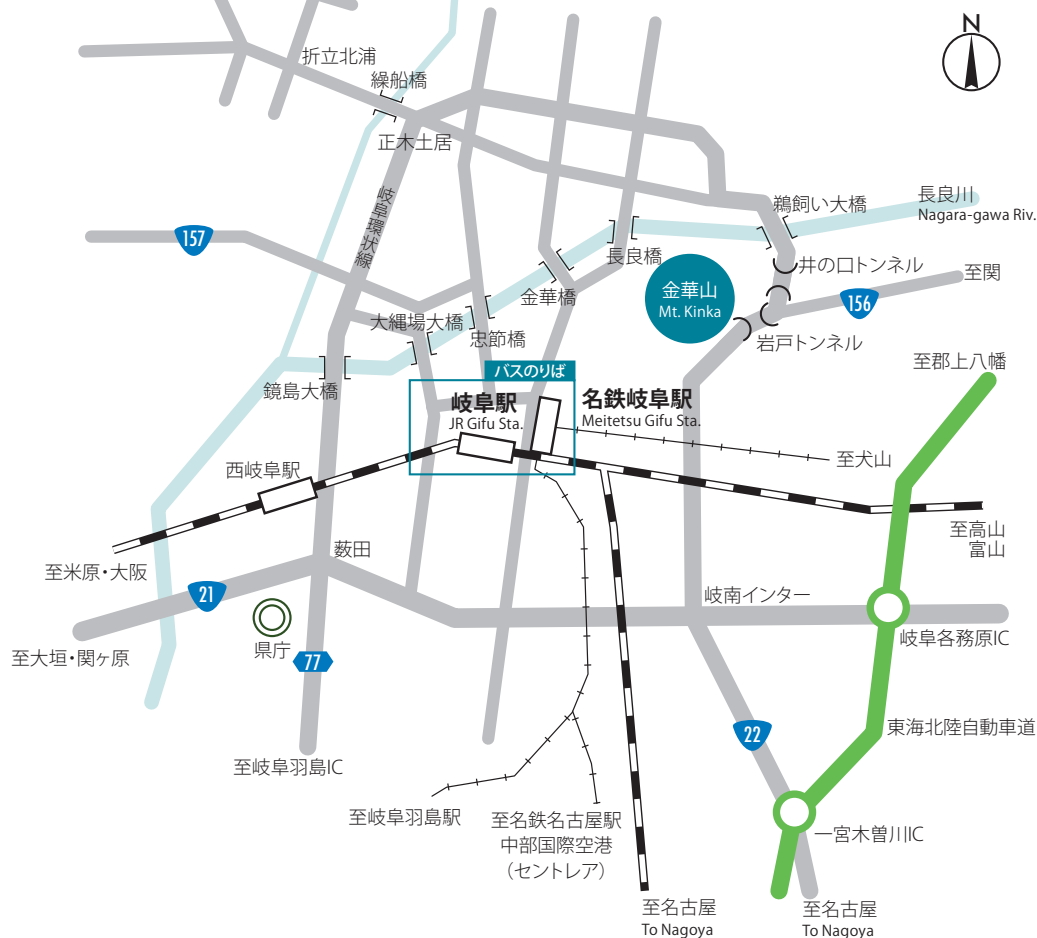 N
折立北浦
繰船橋
正木土居
岐阜環状線
157
鵜飼い大橋
長良川
Nagara-gawa Riv.
長良橋
井の口トンネル
金華橋
金華山
Mt. Kinka
至関
156
大縄場大橋
忠節橋
岩戸トンネル
鏡島大橋
バスのりば
至郡上八幡
岐阜駅
JR Gifu Sta.
名鉄岐阜駅
Meitetsu Gifu Sta.
至犬山
西岐阜駅
至高山
富山
藪田
至米原・大阪
21
岐南インター
県庁
岐阜各務原IC
至大垣・関ヶ原
77
22
東海北陸自動車道
至岐阜羽島IC
至岐阜羽島駅
至名鉄名古屋駅
中部国際空港
（セントレア）
一宮木曽川IC
至名古屋
To Nagoya
至名古屋
To Nagoya